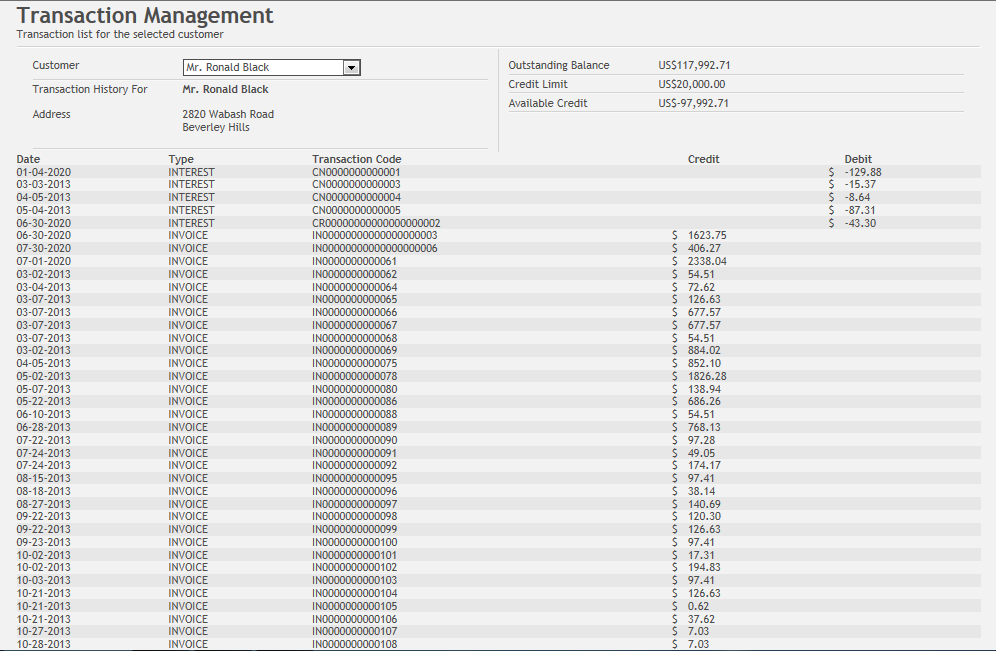 Transaction Management
Transaction list for the selected customer
Customer Mr. Ronald Black
Transaction History For Mr. Ronald Black
Address 2820 Wabash Road
Beverley Hills
Outstanding Balance US$117,992.71
Credit Limit US$20,000.00
Available Credit US$-97,992.71
Date Type Transaction Code Credit Debit
01-04-2020 INTEREST CN0000000000001 $ -129.88
03-03-2013 INTEREST CN0000000000003 $ -15.37
04-05-2013 INTEREST CN0000000000004 $ -8.64
05-04-2013 INTEREST CN0000000000005 $ -87.31
06-30-2020 INTEREST CR00000000000000000002 $ -43.30
06-30-2020 INVOICE IN00000000000000000003 $ 1623.75
07-30-2020 INVOICE IN00000000000000000006 $ 406.27
07-01-2020 INVOICE IN0000000000061 $ 2338.04
03-02-2013 INVOICE IN0000000000062 $ 54.51
03-04-2013 INVOICE IN0000000000064 $ 72.62
03-07-2013 INVOICE IN0000000000065 $ 126.63
03-07-2013 INVOICE IN0000000000066 $ 677.57
03-07-2013 INVOICE IN0000000000067 $ 677.57
03-07-2013 INVOICE IN0000000000068 $ 54.51
03-02-2013 INVOICE IN0000000000069 $ 884.02
04-05-2013 INVOICE IN0000000000075 $ 852.10
05-02-2013 INVOICE IN0000000000078 $ 1826.28
05-07-2013 INVOICE IN0000000000080 $ 138.94
05-22-2013 INVOICE IN0000000000086 $ 686.26
06-10-2013 INVOICE IN0000000000088 $ 54.51
06-28-2013 INVOICE IN0000000000089 $ 768.13
07-22-2013 INVOICE IN0000000000090 $ 97.28
07-24-2013 INVOICE IN0000000000091 $ 49.05
07-24-2013 INVOICE IN0000000000092 $ 174.17
08-15-2013 INVOICE IN0000000000095 $ 97.41
08-18-2013 INVOICE IN0000000000096 $ 38.14
08-27-2013 INVOICE IN0000000000097 $ 140.69
09-22-2013 INVOICE IN0000000000098 $ 120.30
09-22-2013 INVOICE IN0000000000099 $ 126.63
09-23-2013 INVOICE IN0000000000100 $ 97.41
10-02-2013 INVOICE IN0000000000101 $ 17.31
10-02-2013 INVOICE IN0000000000102 $ 194.83
10-03-2013 INVOICE IN0000000000103 $ 97.41
10-21-2013 INVOICE IN0000000000104 $ 126.63
10-21-2013 INVOICE IN0000000000105 $ 0.62
10-21-2013 INVOICE IN0000000000106 $ 37.62
10-27-2013 INVOICE IN0000000000107 $ 7.03
10-28-2013 INVOICE IN0000000000108 $ 7.03